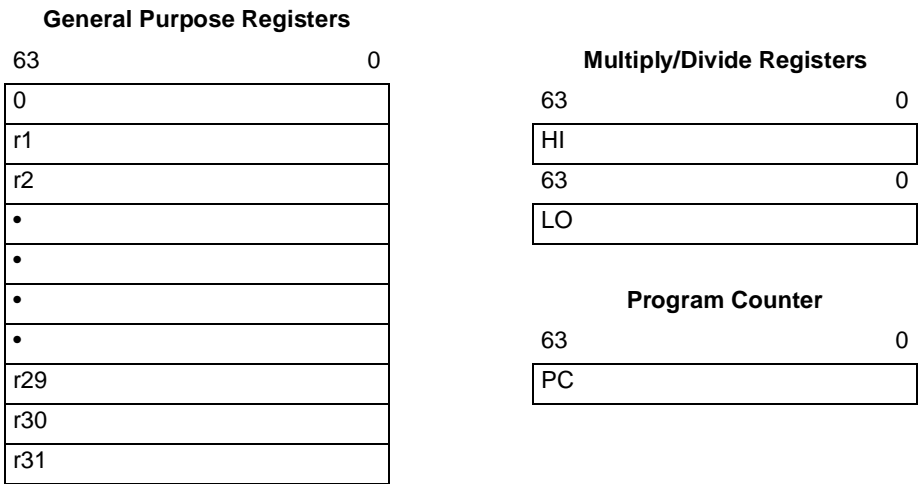 General Purpose Registers
63 0
0
r1
r2
•
•
•
•
r29
r30
r31
Multiply/Divide Registers
63 0
HI
63 0
LO
Program Counter
63 0
PC